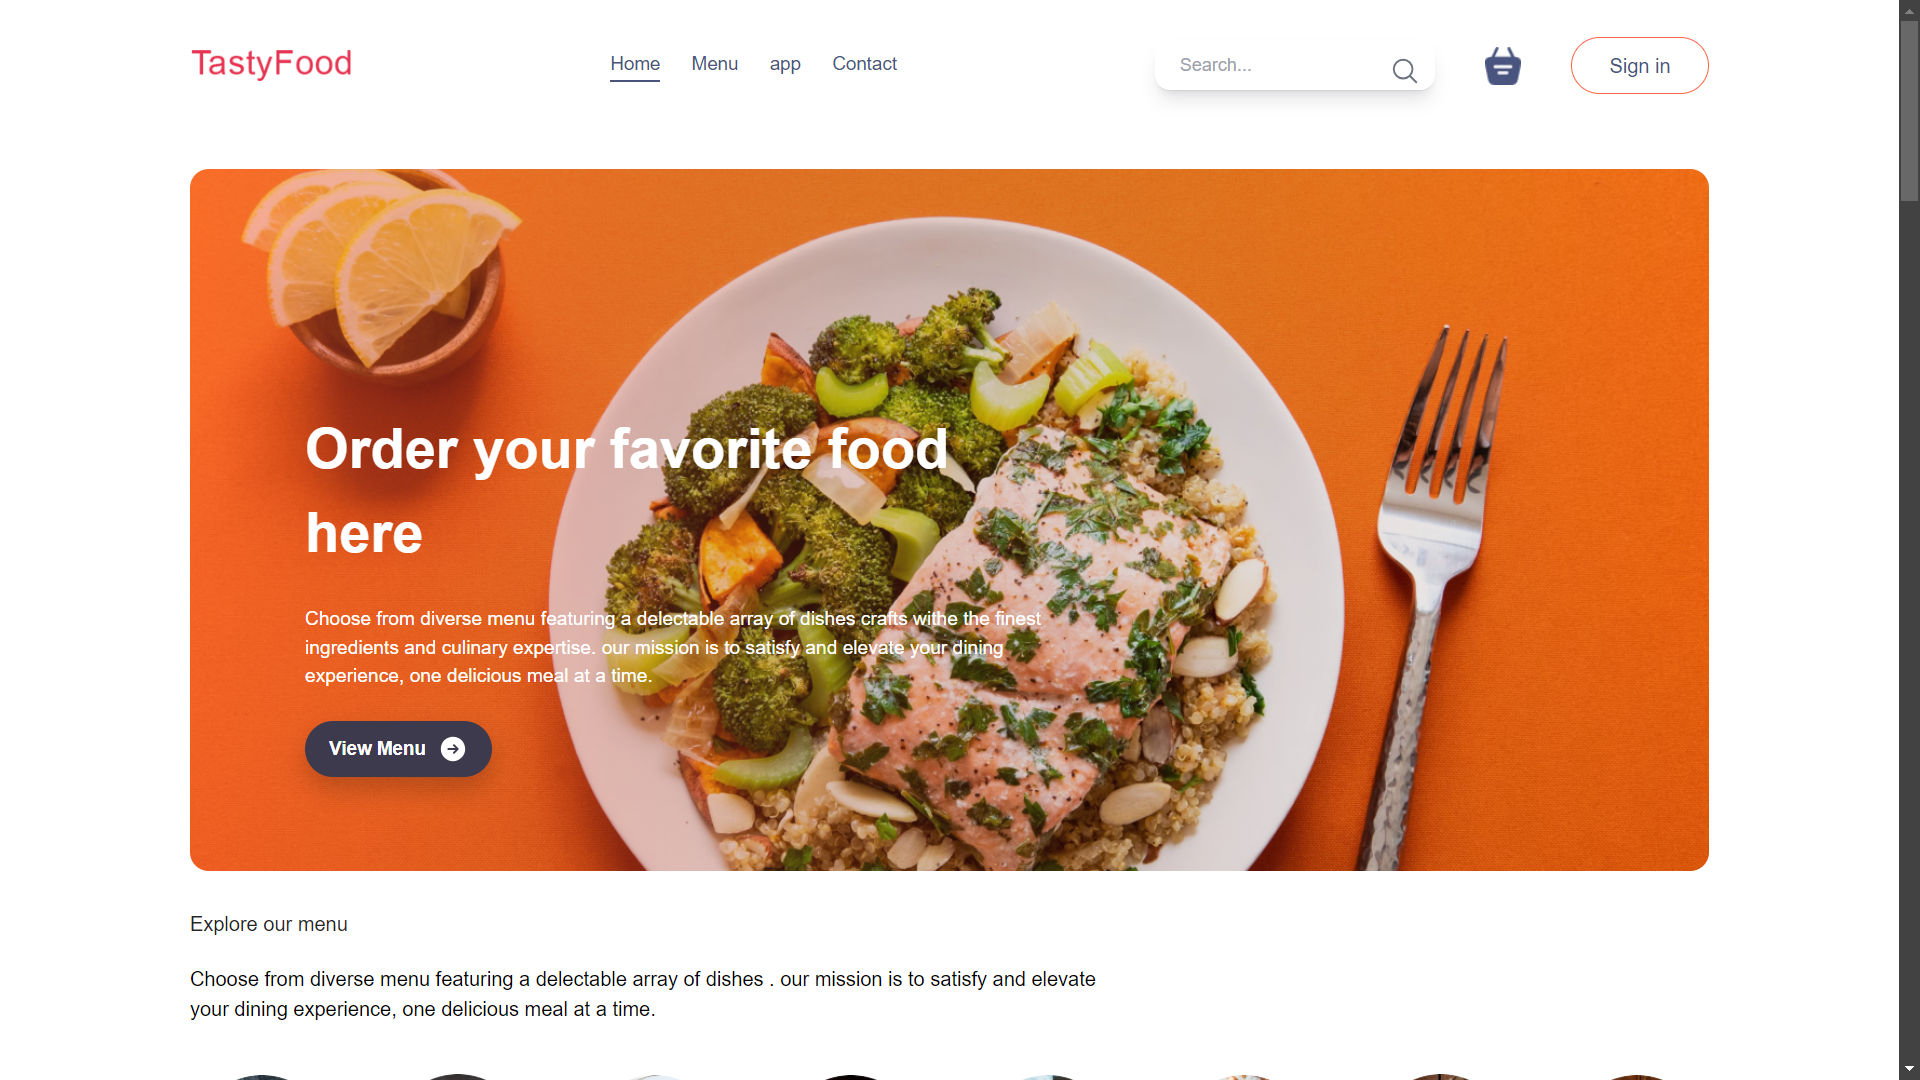 TastyFood
Home
Menu
app
Contact
Search...
Sign in
Order your favorite food
here
Choose from diverse menu featuring a delectable array of dishes crafts withe the finest
ingredients and culinary expertise. our mission is to satisfy and elevate your dining
experience, one delicious meal at a time.
View Menu
Explore our menu
Choose from diverse menu featuring a delectable array of dishes . our mission is to satisfy and elevate
your dining experience, one delicious meal at a time.